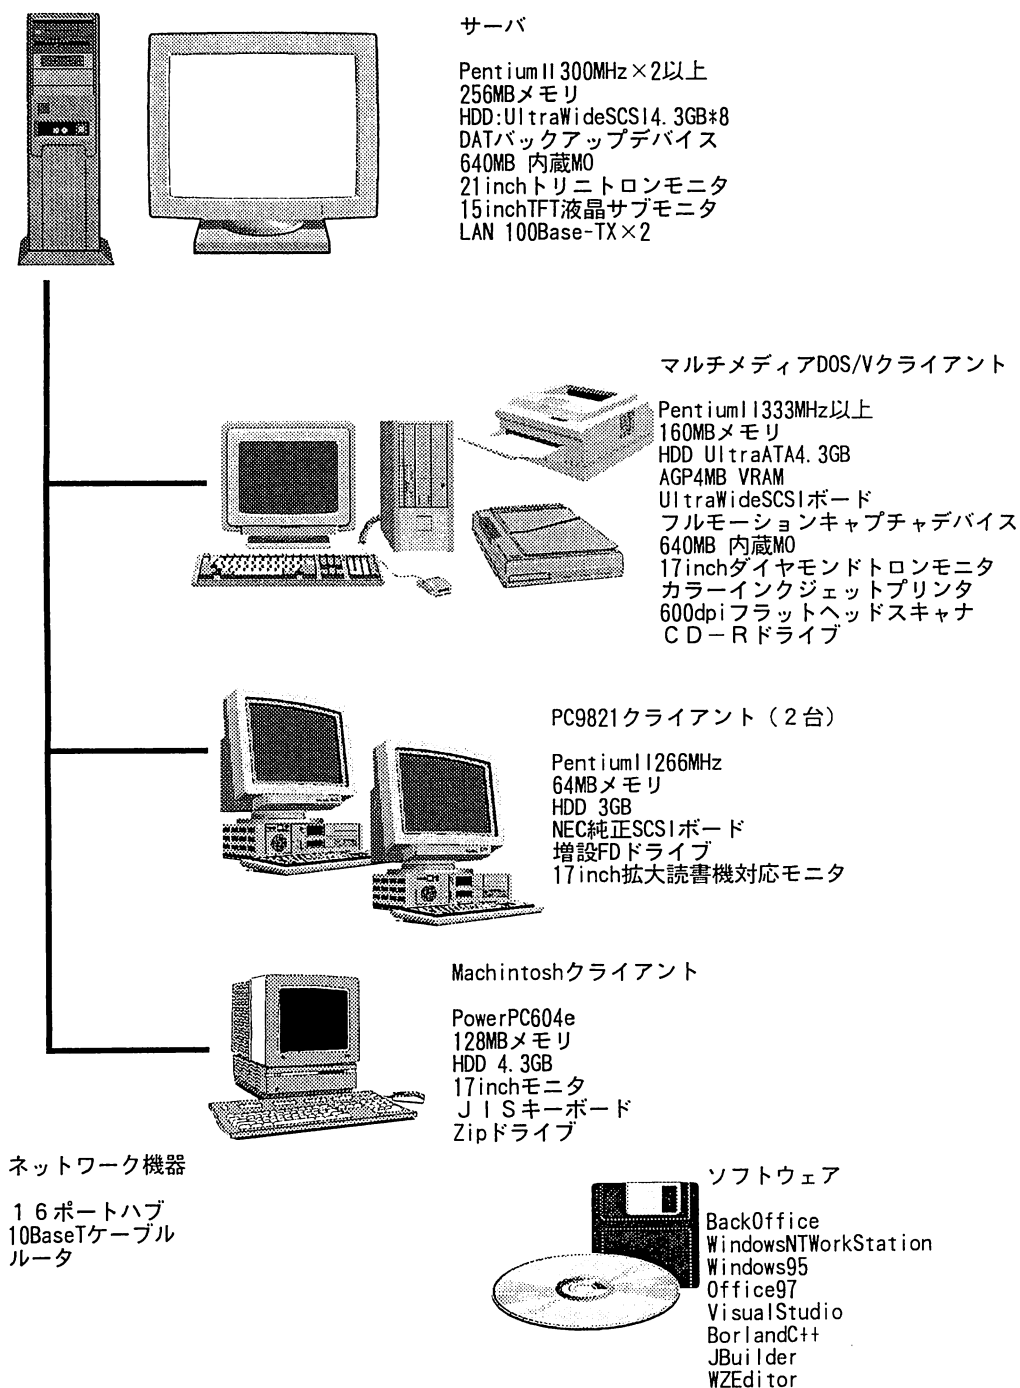 サーバ
PentiumII300MHz×2以上
256MBメモリ
HDD:UltraWideSCSI4.3GB*8
DATバックアップデバイス
640MB 内蔵MO
21inchトリニトロンモニタ
15inchTFT液晶サブモニタ
LAN 100Base-TX×2
マルチメディアDOS/Vクライアント
PentiumII333MHz以上
160MBメモリ
HDD UltraATA4.3GB
AGP4MB VRAM
UltraWideSCSIボード
フルモーションキャプチャデバイス
640MB 内蔵MO
17inchダイヤモンドトロンモニタ
カラーインクジェットプリンタ
600dpiフラットヘッドスキャナ
ＣＤ－Ｒドライブ
PC9821クライアント（２台）
PentiumII266MHz
64MBメモリ
HDD 3GB
NEC純正SCSIボード
増設FDドライブ
17inch拡大読書機対応モニタ
Machintoshクライアント
PowerPC604e
128MBメモリ
HDD 4.3GB
17inchモニタ
ＪＩＳキーボード
Zipドライブ
ネットワーク機器
１６ポートハブ
10BaseTケーブル
ルータ
ソフトウェア
BackOffice
WindowsNTWorkStation
Windows95
Office97
VisualStudio
BorlandC++
JBuilder
WZEditor